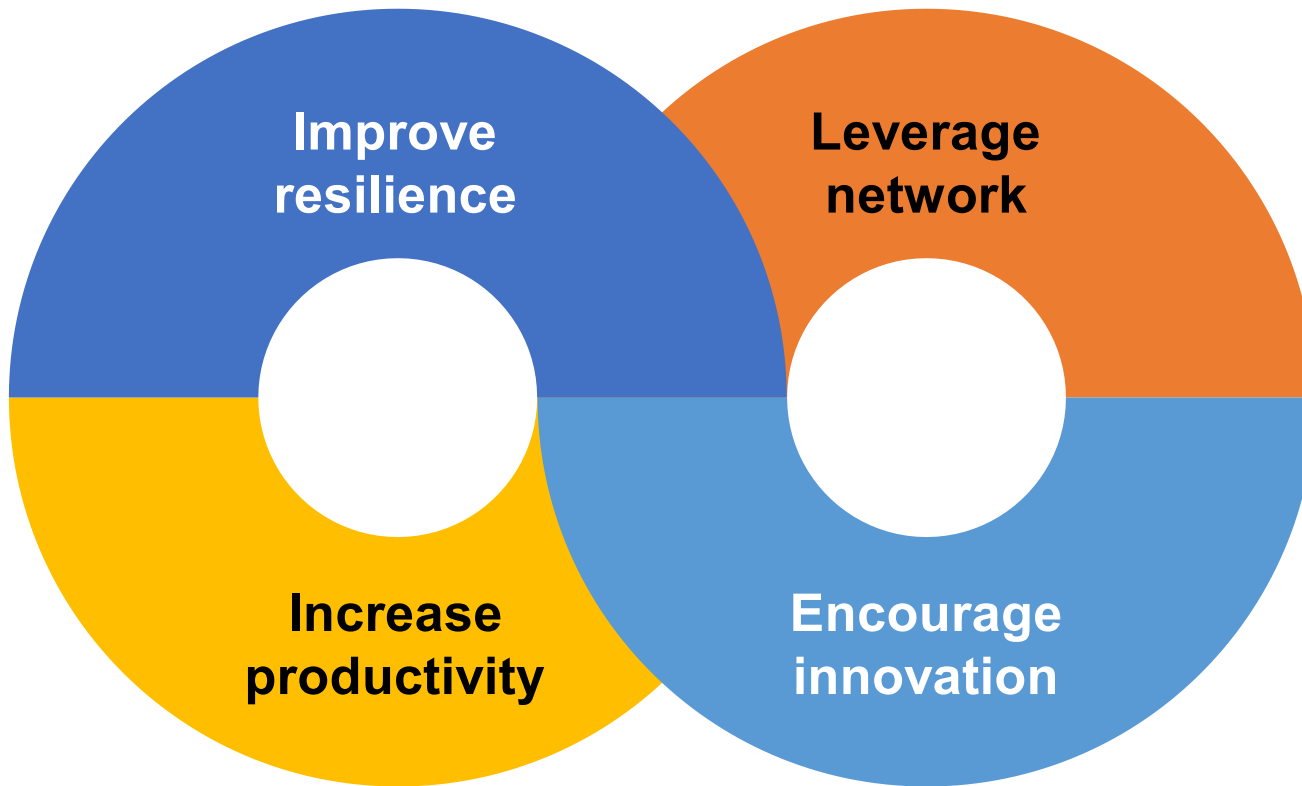 Improve
resilience
Leverage
network
Increase
productivity
Encourage
innovation